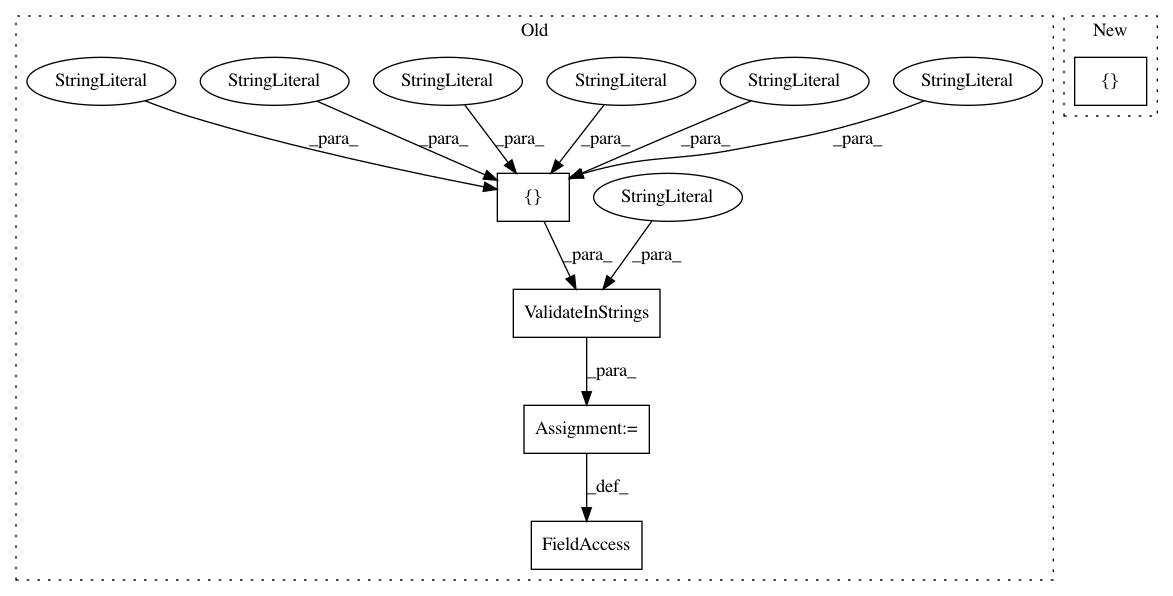 Old
New
StringLiteral
StringLiteral
StringLiteral
StringLiteral
StringLiteral
StringLiteral
{}
_para_
_para_
_para_
_para_
_para_
_para_
{}
StringLiteral
_para_
_para_
ValidateInStrings
_para_
Assignment:=
_def_
FieldAccess